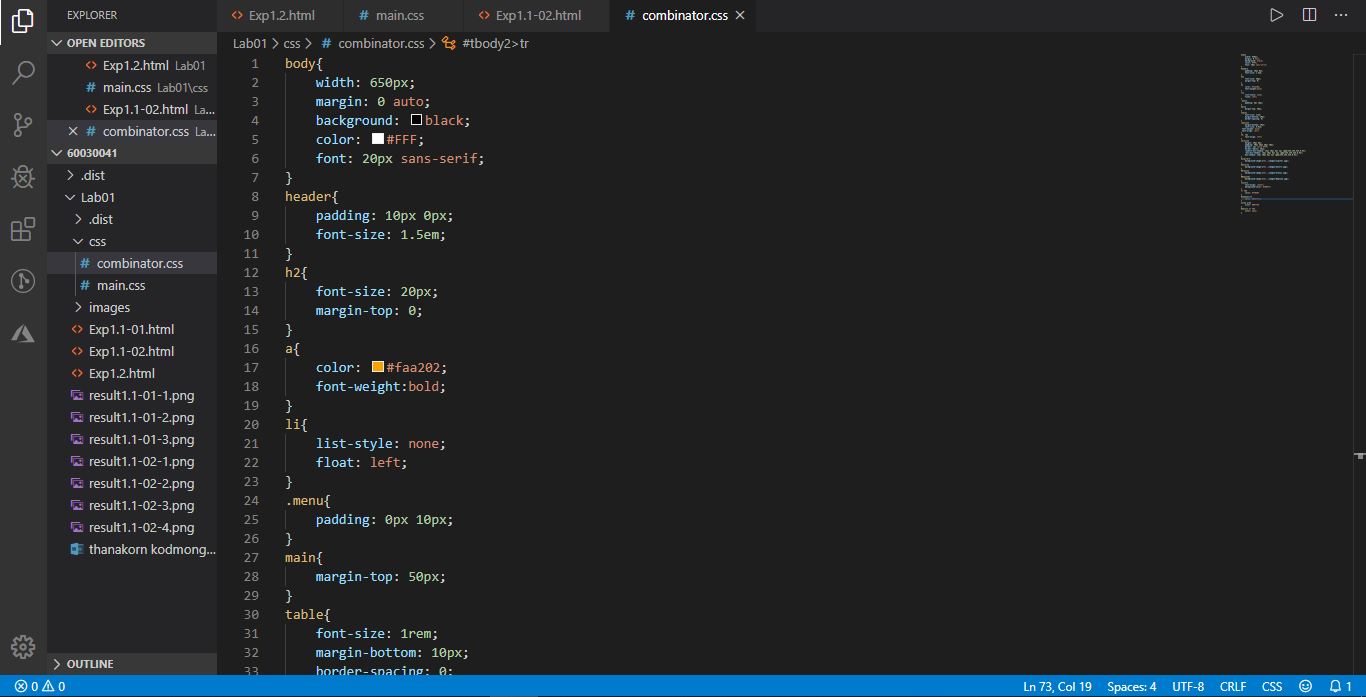 EXPLORER
Exp1.2.html
main.css
Exp1.1-02.html
combinator.css
OPEN EDITORS
Exp1.2.html Lab01
main.css Lab01\css
Exp1.1-02.html La...
combinator.css La...
60030041
.dist
Lab01
.dist
css
combinator.css
main.css
images
Exp1.1-01.html
Exp1.1-02.html
Exp1.2.html
result1.1-01-1.png
result1.1-01-2.png
result1.1-01-3.png
result1.1-02-1.png
result1.1-02-2.png
result1.1-02-3.png
result1.1-02-4.png
thanakorn kodmong...
OUTLINE
Lab01 > css > # combinator.css > #tbody2>tr
1 body{
2 width: 650px;
3 margin: 0 auto;
4 background: black;
5 color: #FFF;
6 font: 20px sans-serif;
7 }
8 header{
9 padding: 10px 0px;
10 font-size: 1.5em;
11 }
12 h2{
13 font-size: 20px;
14 margin-top: 0;
15 }
16 a{
17 color: #faa202;
18 font-weight:bold;
19 }
20 li{
21 list-style: none;
22 float: left;
23 }
24 .menu{
25 padding: 0px 10px;
26 }
27 main{
28 margin-top: 50px;
29 }
30 table{
31 font-size: 1rem;
32 margin-bottom: 10px;
33 border-spacing: 0;
0 0
Ln 73, Col 19 Spaces: 4 UTF-8 CRLF CSS 1